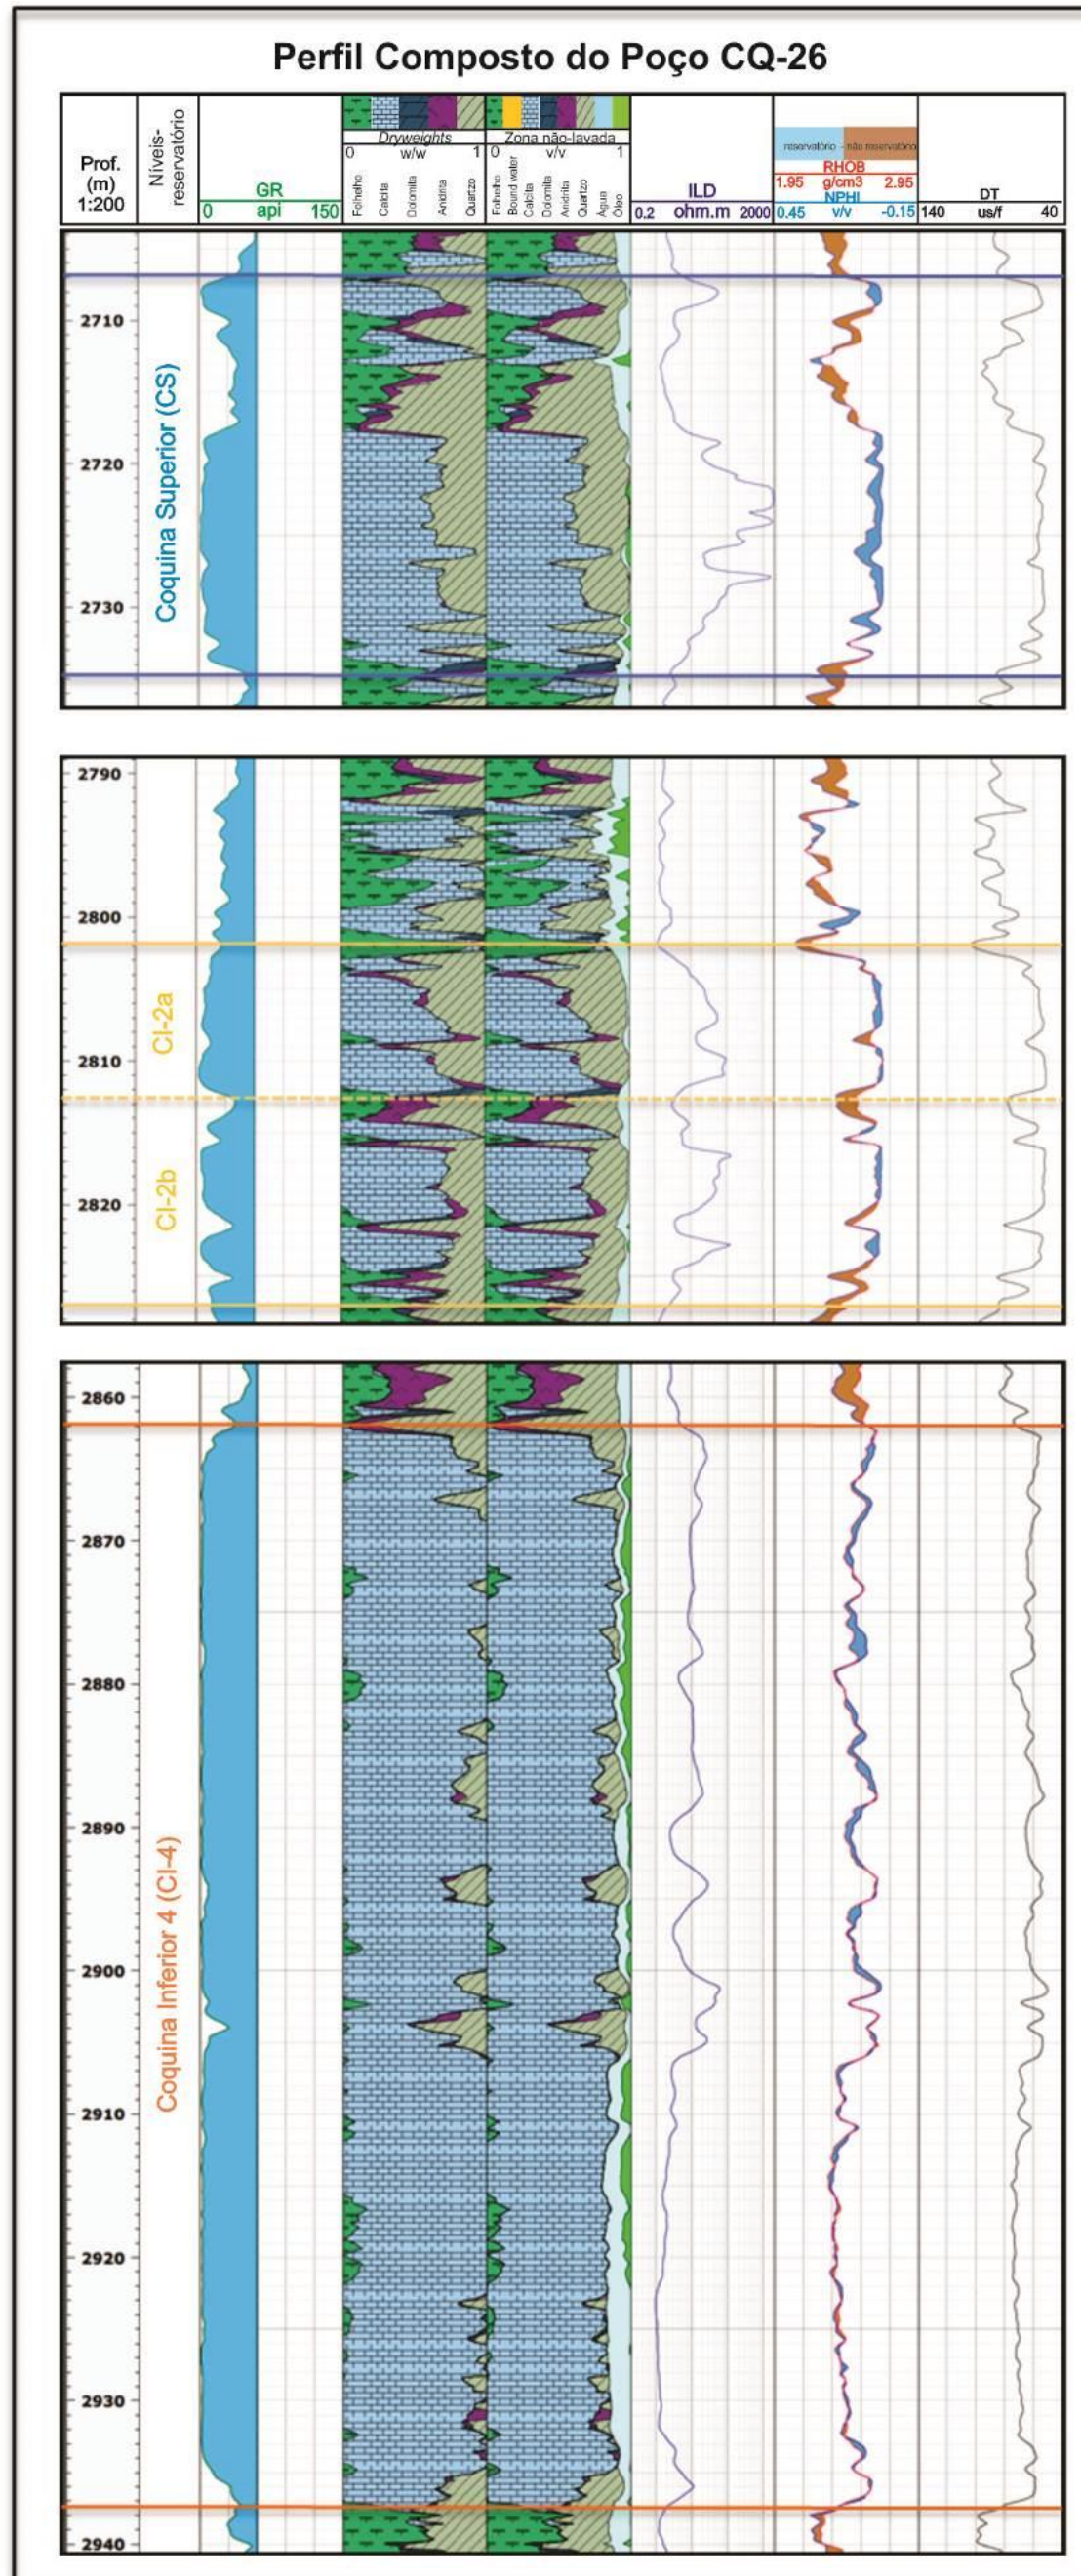 Perfil Composto do Poço CQ-26
Prof.
(m)
1:200
Níveis-
reservatório
GR
0 api 150
Dryweights
0 w/w 1
Folhelho
Calcita
Dolomita
Anidrita
Quartzo
Zona não-lavada
0 v/v 1
Folhelho
Bound water
Calcita
Dolomita
Anidrita
Quartzo
Água
Óleo
ILD
0.2 ohm.m 2000
reservatório - não reservatório
RHOB
1.95 g/cm3 2.95
NPHI
0.45 v/v -0.15
DT
140 us/f 40
2710
2720
2730
Coquina Superior (CS)
2790
2800
2810
2820
CI-2a
CI-2b
2860
2870
2880
2890
2900
2910
2920
2930
2940
Coquina Inferior 4 (CI-4)